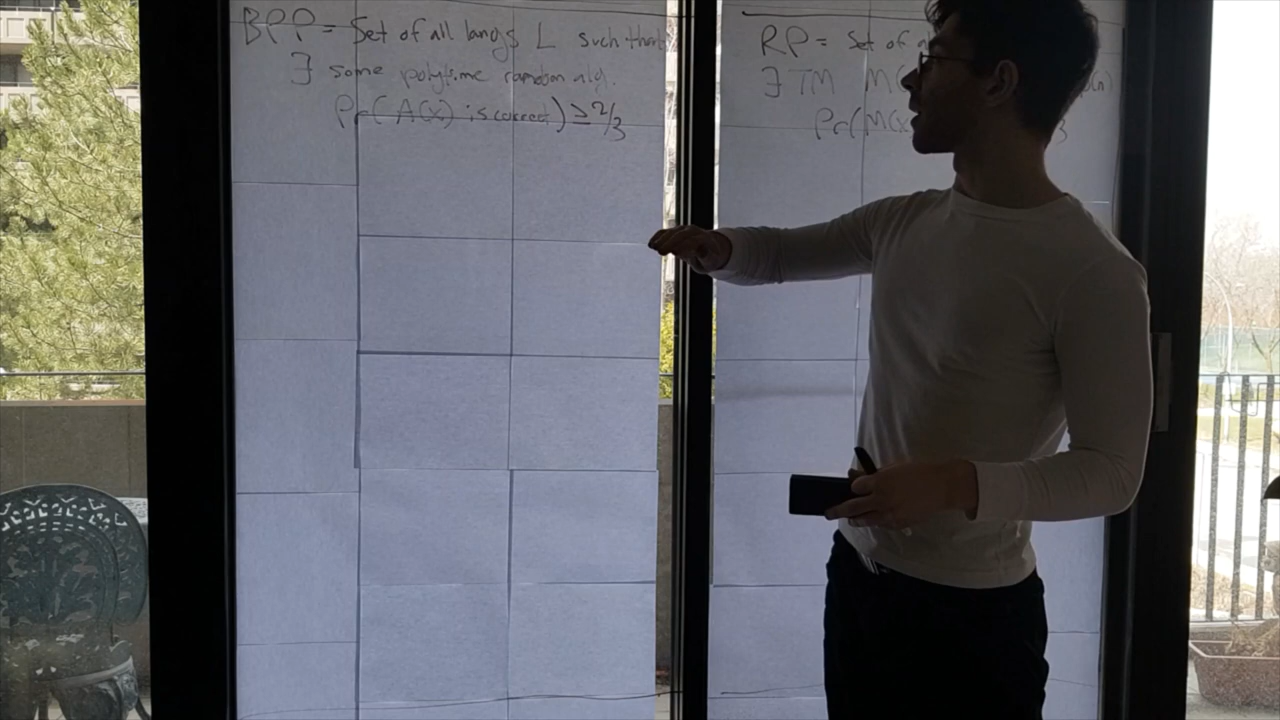 BPP = Set of all langs L such that
∃ some polytime random alg.
Pr(A(x) is correct) ≥ 2/3
RP = Set of a
∃ TM M(
Pr(M(x